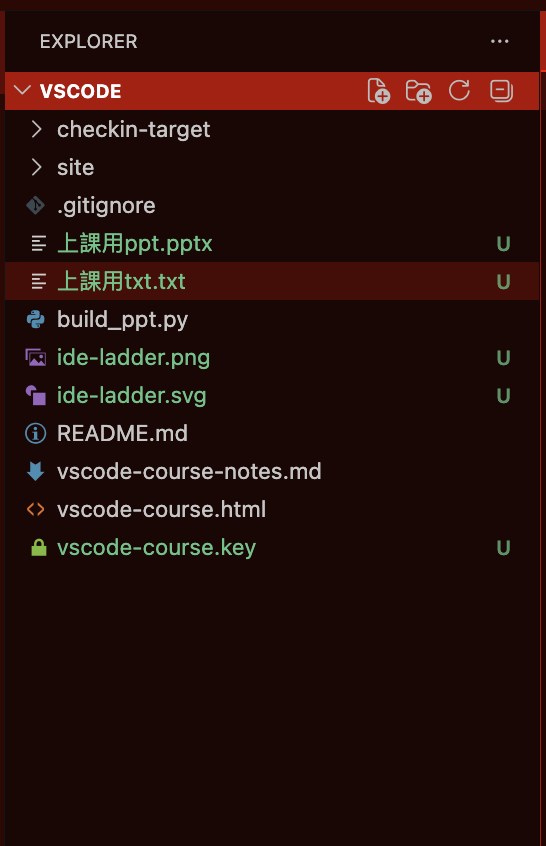 EXPLORER
VSCODE
checkin-target
site
.gitignore
上課用ppt.pptx U
上課用txt.txt U
build_ppt.py
ide-ladder.png U
ide-ladder.svg U
README.md
vscode-course-notes.md
vscode-course.html
vscode-course.key U